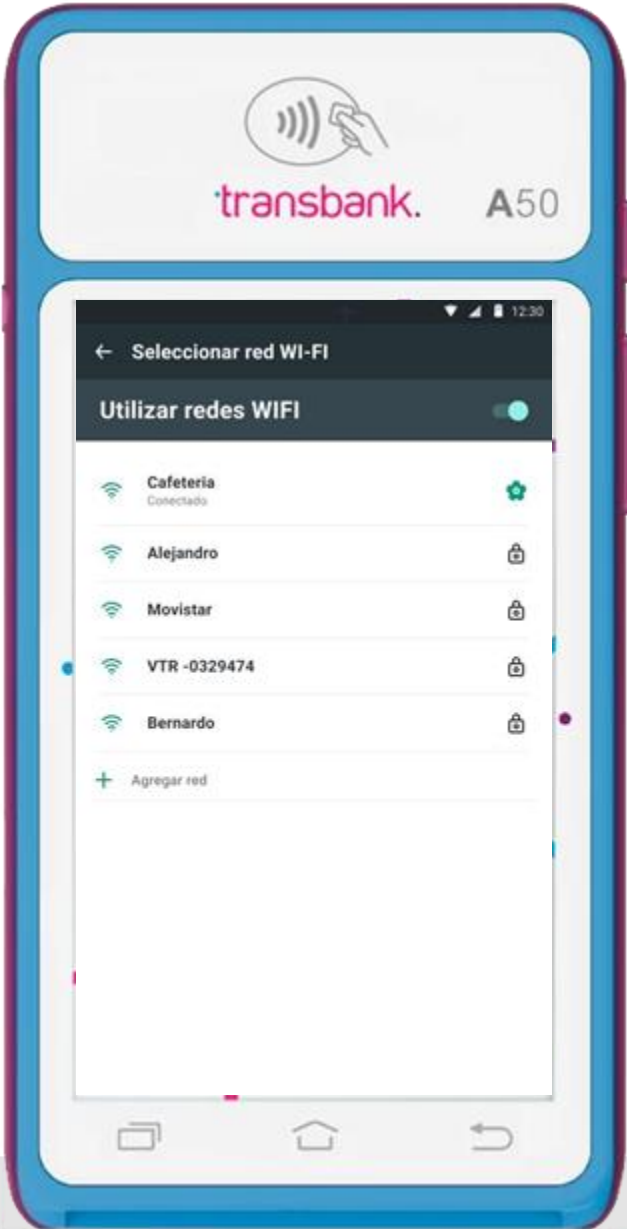 transbank.
A50
12:30
Seleccionar red WI-FI
Utilizar redes WIFI
Cafeteria
Conectado
Alejandro
Movistar
VTR -0329474
Bernardo
Agregar red